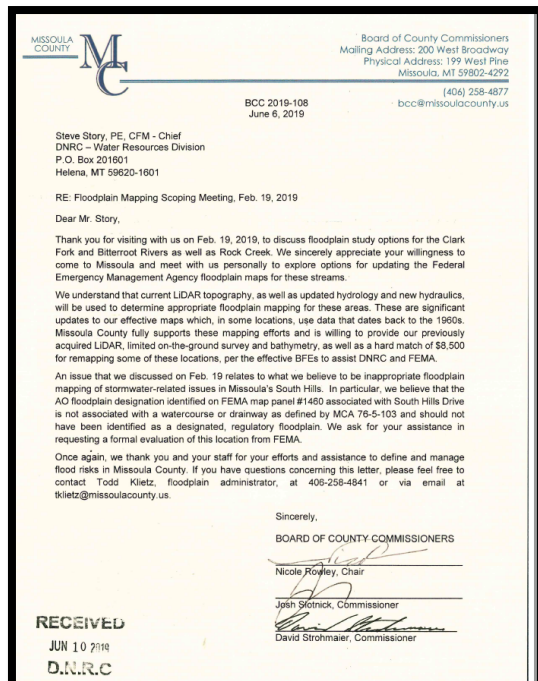 MISSOULA
COUNTY
MC
Board of County Commissioners
Mailing Address: 200 West Broadway
Physical Address: 199 West Pine
Missoula, MT 59802-4292
(406) 258-4877
bcc@missoulacounty.us
BCC 2019-108
June 6, 2019
Steve Story, PE, CFM - Chief
DNRC – Water Resources Division
P.O. Box 201601
Helena, MT 59620-1601
RE: Floodplain Mapping Scoping Meeting, Feb. 19, 2019
Dear Mr. Story,
Thank you for visiting with us on Feb. 19, 2019, to discuss floodplain study options for the Clark
Fork and Bitterroot Rivers as well as Rock Creek. We sincerely appreciate your willingness to
come to Missoula and meet with us personally to explore options for updating the Federal
Emergency Management Agency floodplain maps for these streams.
We understand that current LiDAR topography, as well as updated hydrology and new hydraulics,
will be used to determine appropriate floodplain mapping for these areas. These are significant
updates to our effective maps which, in some locations, use data that dates back to the 1960s.
Missoula County fully supports these mapping efforts and is willing to provide our previously
acquired LiDAR, limited on-the-ground survey and bathymetry, as well as a hard match of $8,500
for remapping some of these locations, per the effective BFEs to assist DNRC and FEMA.
An issue that we discussed on Feb. 19 relates to what we believe to be inappropriate floodplain
mapping of stormwater-related issues in Missoula's South Hills. In particular, we believe that the
AO floodplain designation identified on FEMA map panel #1460 associated with South Hills Drive
is not associated with a watercourse or drainway as defined by MCA 76-5-103 and should not
have been identified as a designated, regulatory floodplain. We ask for your assistance in
requesting a formal evaluation of this location from FEMA.
Once again, we thank you and your staff for your efforts and assistance to define and manage
flood risks in Missoula County. If you have questions concerning this letter, please feel free to
contact Todd Klietz, floodplain administrator, at 406-258-4841 or via email at
tklietz@missoulacounty.us.
Sincerely,
BOARD OF COUNTY COMMISSIONERS
Nicole Rowley, Chair
Josh Slotnick, Commissioner
David Strohmaier
David Strohmaier, Commissioner
RECEIVED
JUN 10 2019
D.N.R.C